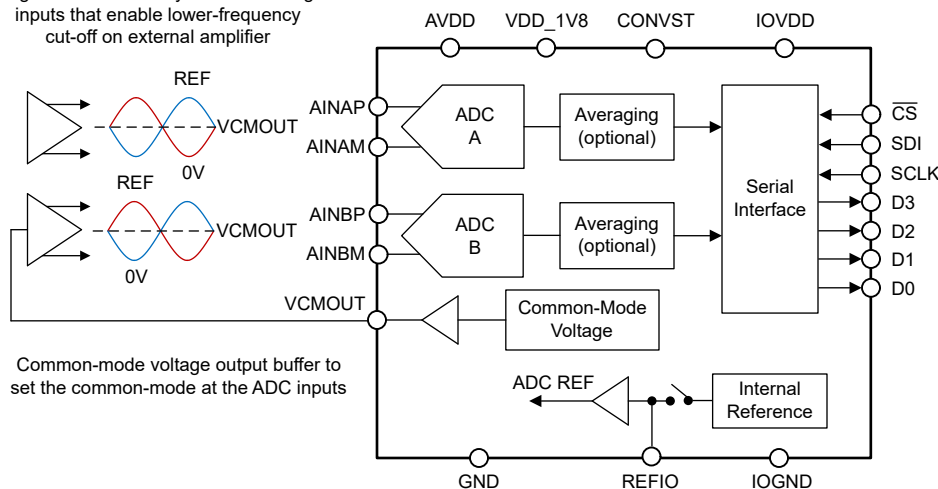 inputs that enable lower-frequency
cut-off on external amplifier
AVDD
VDD_1V8
CONVST
IOVDD
REF
VCMOUT
0V
AINAP
AINAM
ADC
A
Averaging
(optional)
Serial
Interface
CS
SDI
SCLK
D3
D2
D1
D0
REF
VCMOUT
0V
AINBP
AINBM
ADC
B
Averaging
(optional)
VCMOUT
Common-Mode
Voltage
Common-mode voltage output buffer to
set the common-mode at the ADC inputs
ADC REF
Internal
Reference
GND
REFIO
IOGND